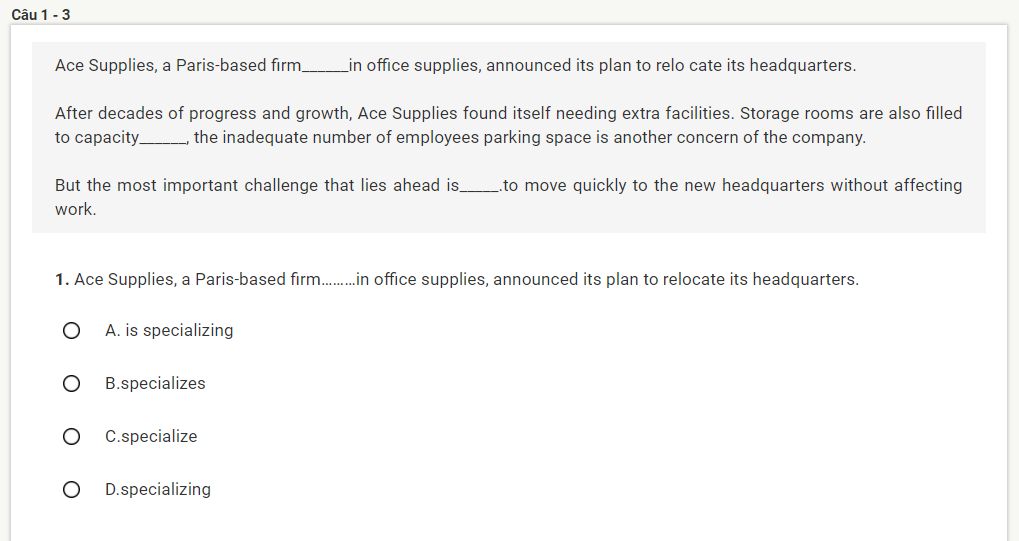 Câu 1 - 3
Ace Supplies, a Paris-based firm______in office supplies, announced its plan to relo cate its headquarters.
After decades of progress and growth, Ace Supplies found itself needing extra facilities. Storage rooms are also filled
to capacity______, the inadequate number of employees parking space is another concern of the company.
But the most important challenge that lies ahead is_____.to move quickly to the new headquarters without affecting
work.
1. Ace Supplies, a Paris-based firm.........in office supplies, announced its plan to relocate its headquarters.
A. is specializing
B.specializes
C.specialize
D.specializing